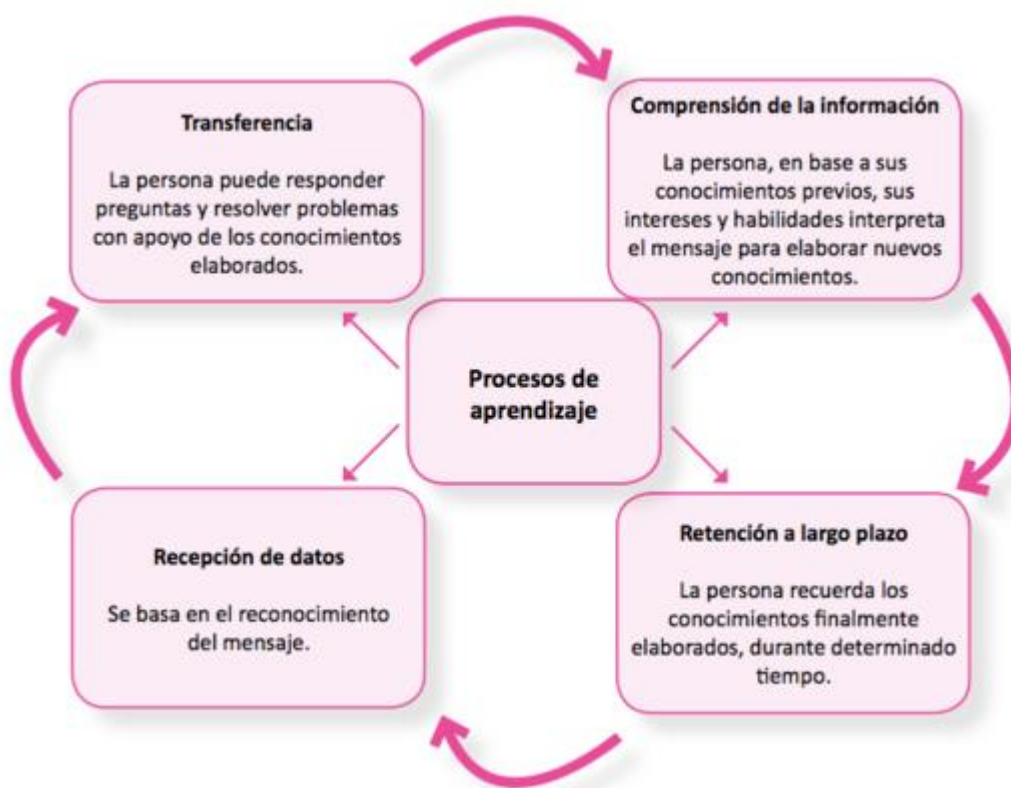 Transferencia
La persona puede responder
preguntas y resolver problemas
con apoyo de los conocimientos
elaborados.
Comprensión de la información
La persona, en base a sus
conocimientos previos, sus
intereses y habilidades interpreta
el mensaje para elaborar nuevos
conocimientos.
Procesos de
aprendizaje
Recepción de datos
Se basa en el reconocimiento
del mensaje.
Retención a largo plazo
La persona recuerda los
conocimientos finalmente
elaborados, durante determinado
tiempo.